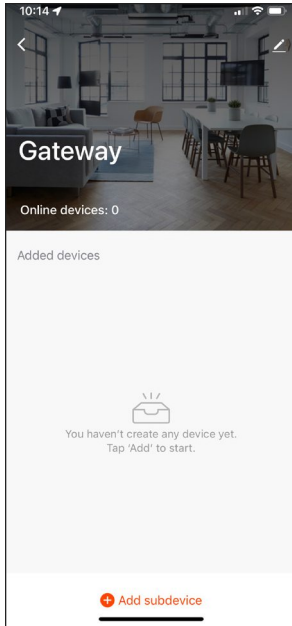 10:14
Gateway
Online devices: 0
Added devices
You haven't create any device yet.
Tap 'Add' to start.
Add subdevice